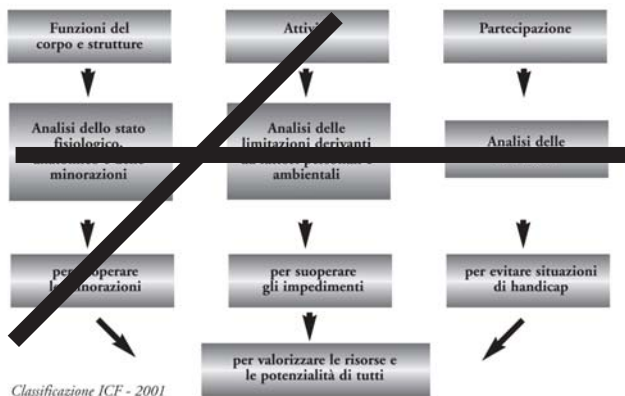 Funzioni del
corpo e strutture
Partecipazione
Analisi dello stato
fisiologico,
minorazioni
Analisi delle
limitazioni derivanti
ambientali
Analisi delle
per
minorazioni
per suoperare
gli impedimenti
per evitare situazioni
di handicap
per valorizzare le risorse e
le potenzialità di tutti
Classificazione ICF - 2001